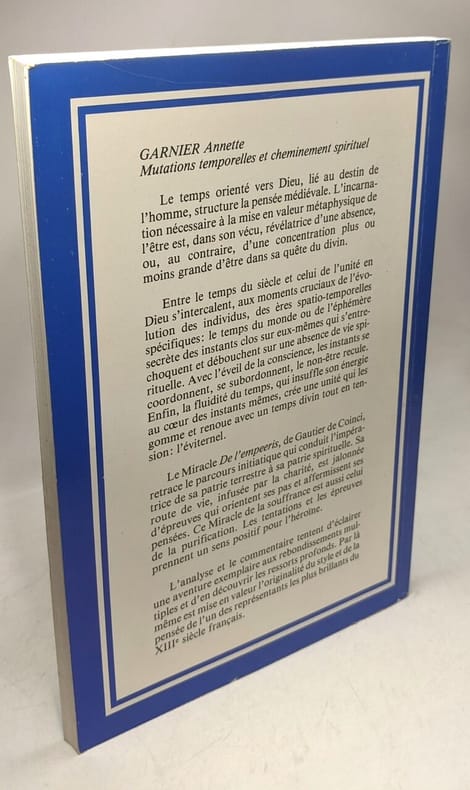 GARNIER Annette
Mutations temporelles et cheminement spirituel
Le temps orienté vers Dieu, lié au destin de
l'homme, structure la pensée médiévale. L'incarna-
tion nécessaire à la mise en valeur métaphysique de
l'être est, dans son vécu, révélatrice d'une absence,
ou, au contraire, d'une concentration plus ou
moins grande d'être dans sa quête du divin.
Entre le temps du siècle et celui de l'unité en
Dieu s'intercalent, aux moments cruciaux de l'évo-
lution des individus, des ères spatio-temporelles
spécifiques: le temps du monde ou de l'éphémère
secrète des instants clos sur eux-mêmes qui s'entre-
choquent et débouchent sur une absence de vie spi-
rituelle. Avec l'éveil de la conscience, les instants se
coordonnent, se subordonnent, le non-être recule.
Enfin, la fluidité du temps, qui insuffle son énergie
au cœur des instants mêmes, crée une unité qui les
gomme et renoue avec un temps divin tout en ten-
sion: l'éviternel.
Le Miracle De l'empeeris, de Gautier de Coinci,
retrace le parcours initiatique qui conduit l'impéra-
trice de sa patrie terrestre à sa patrie spirituelle. Sa
route de vie, infusée par la charité, est jalonnée
d'épreuves qui orientent ses pas et affermissent ses
pensées. Ce Miracle de la souffrance est aussi celui
de la purification. Les tentations et les épreuves
prennent un sens positif pour l'héroïne.
L'analyse et le commentaire tentent d'éclairer
une aventure exemplaire aux rebondissements mul-
tiples et d'en découvrir les ressorts profonds. Par là
même est mise en valeur l'originalité du style et de la
pensée de l'un des représentants les plus brillants du
XIIIe siècle français.